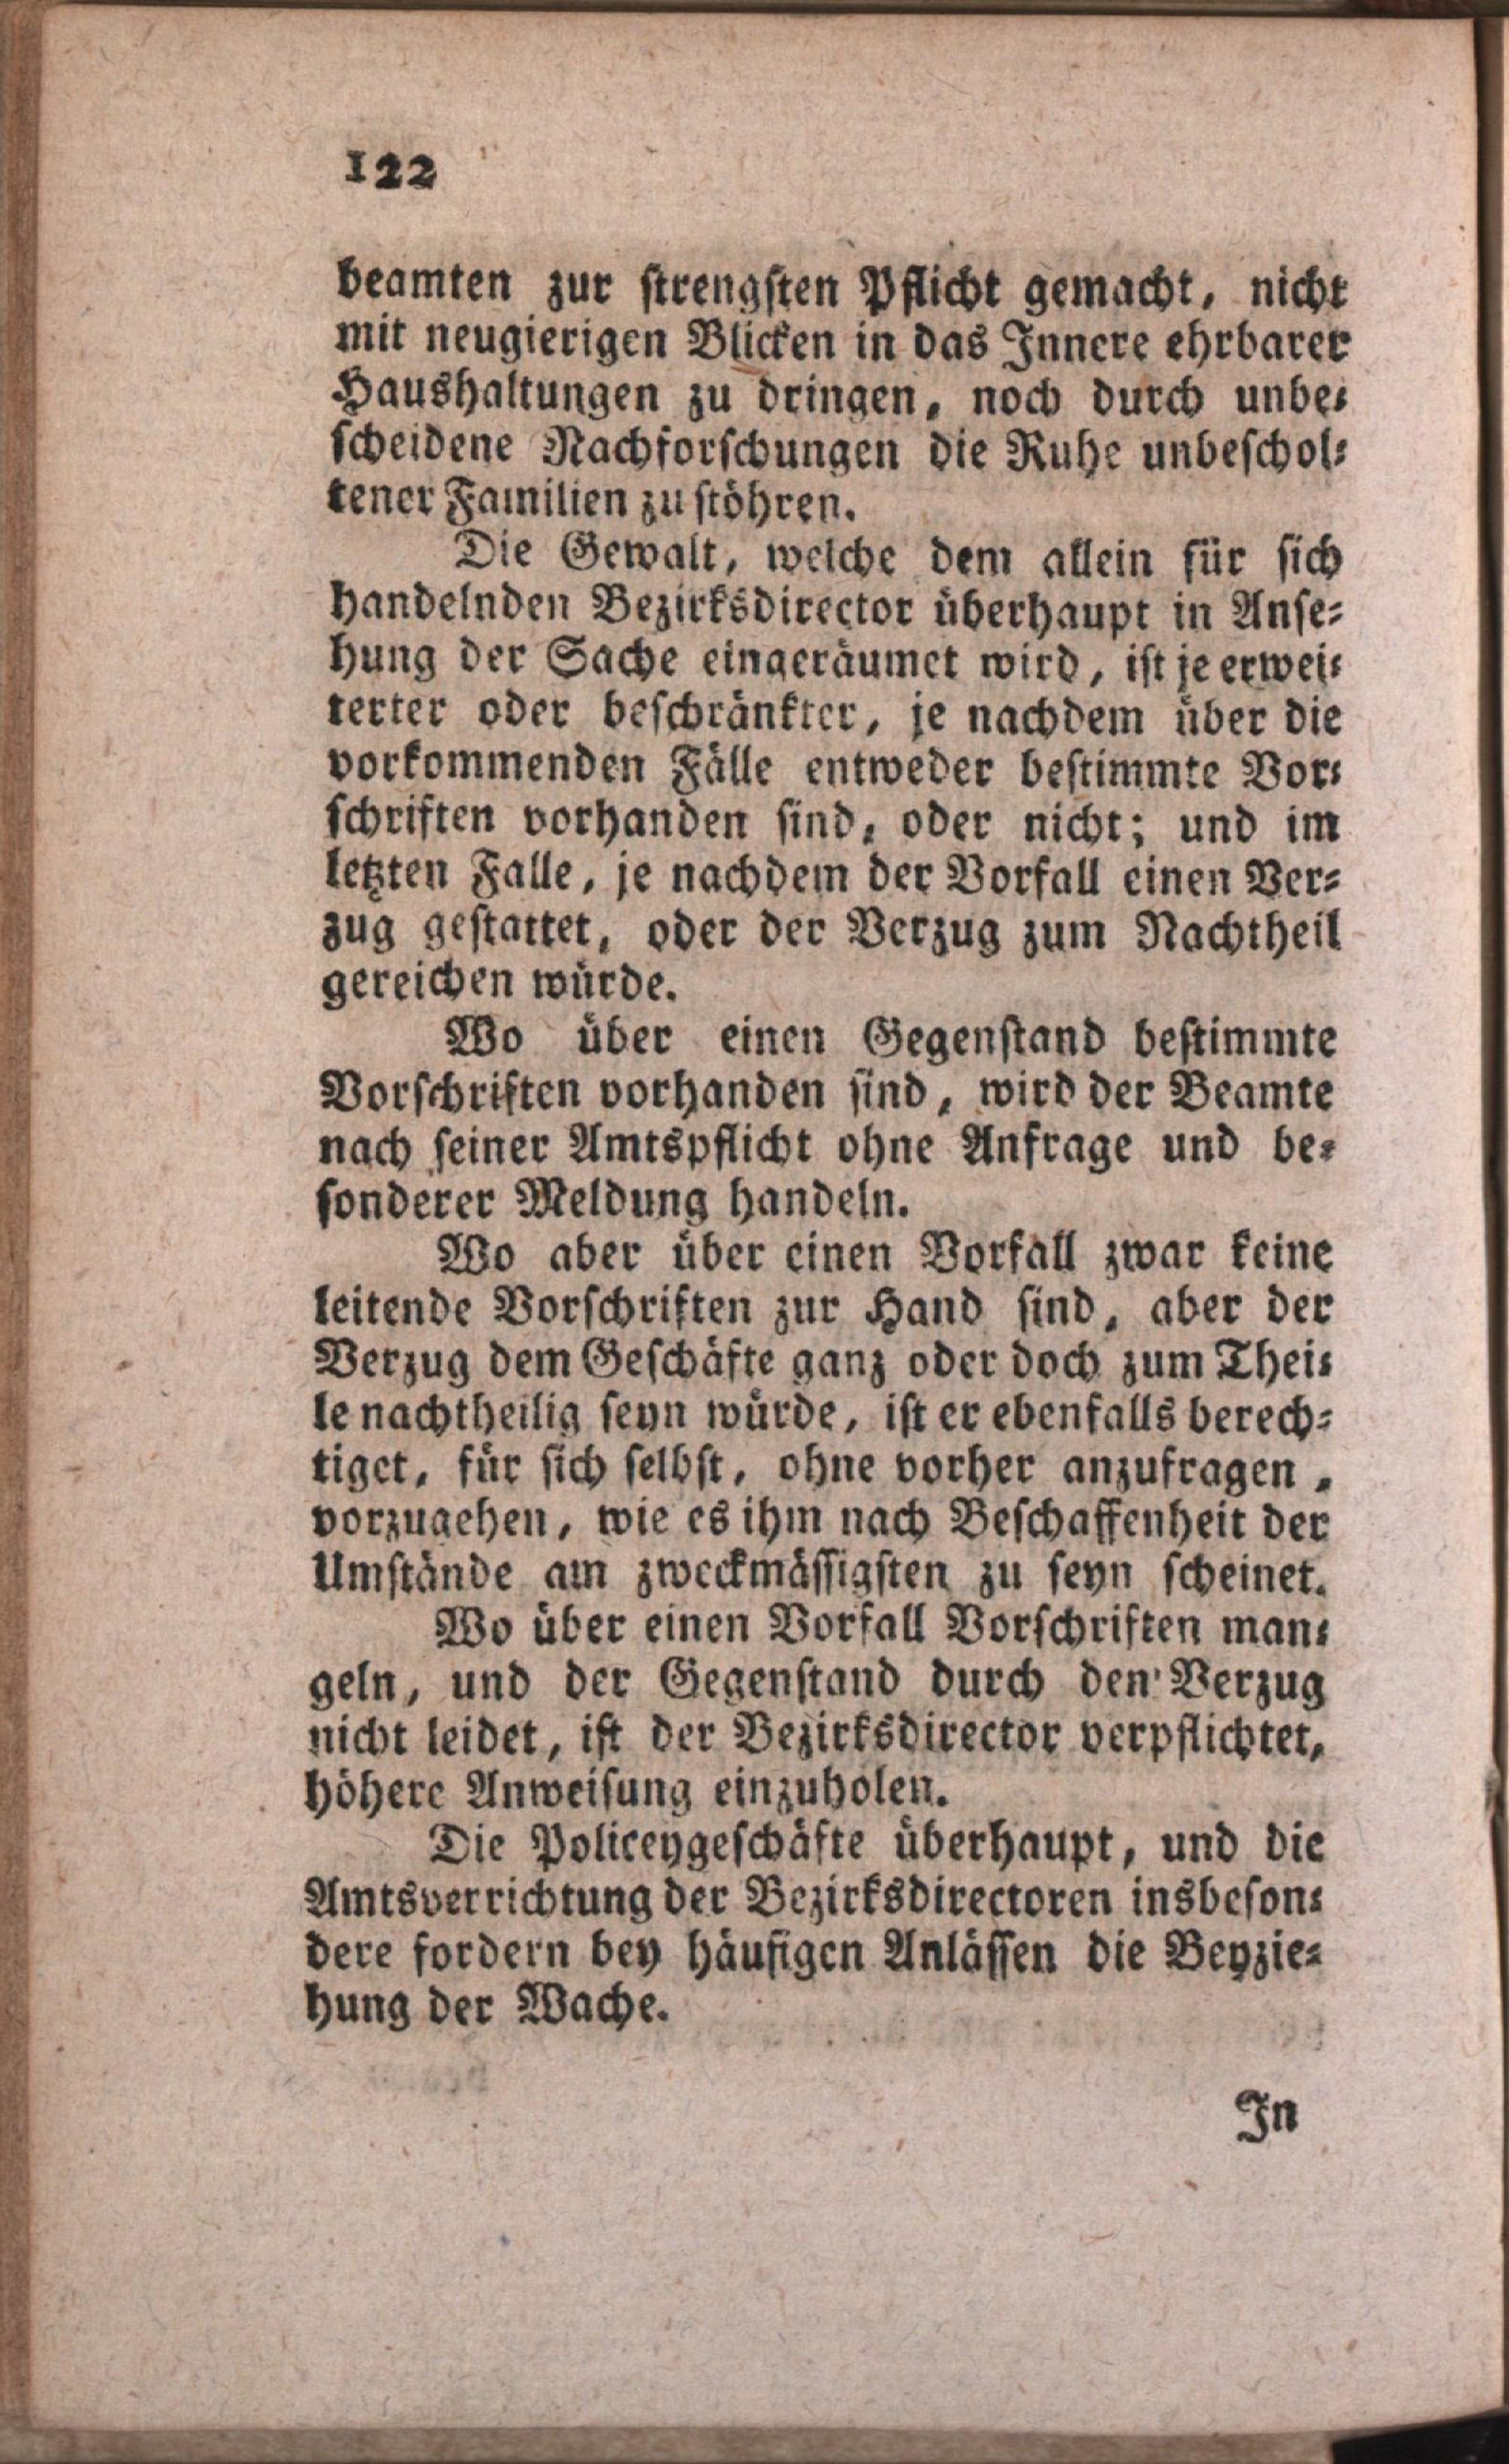 122
beamten zur strengsten Pflicht gemacht, nicht
mit neugierigen Blicken in das Innere ehrbarer
Haushaltungen zu dringen, noch durch unbe-
scheidene Nachforschungen die Ruhe unbeschol-
tener Familien zu stöhren.
Die Gewalt, welche dem allein für sich
handelnden Bezirksdirector überhaupt in Anse-
hung der Sache eingeräumet wird, ist je erwei-
terter oder beschränkter, je nachdem über die
vorkommenden Fälle entweder bestimmte Vor-
schriften vorhanden sind, oder nicht; und im
letzten Falle, je nachdem der Vorfall einen Ver-
zug gestattet, oder der Verzug zum Nachtheil
gereichen würde.
Wo über einen Gegenstand bestimmte
Vorschriften vorhanden sind, wird der Beamte
nach seiner Amtspflicht ohne Anfrage und be-
sonderer Meldung handeln.
Wo aber über einen Vorfall zwar keine
leitende Vorschriften zur Hand sind, aber der
Verzug dem Geschäfte ganz oder doch zum Thei-
le nachtheilig seyn würde, ist er ebenfalls berech-
tiget, für sich selbst, ohne vorher anzufragen,
vorzugehen, wie es ihm nach Beschaffenheit der
Umstände am zweckmässigsten zu seyn scheinet.
Wo über einen Vorfall Vorschriften man-
geln, und der Gegenstand durch den Verzug
nicht leidet, ist der Bezirksdirector verpflichtet,
höhere Anweisung einzuholen.
Die Policeygeschäfte überhaupt, und die
Amtsverrichtung der Bezirksdirectoren insbeson-
dere fordern bey häufigen Anlässen die Beyzie-
hung der Wache.
In